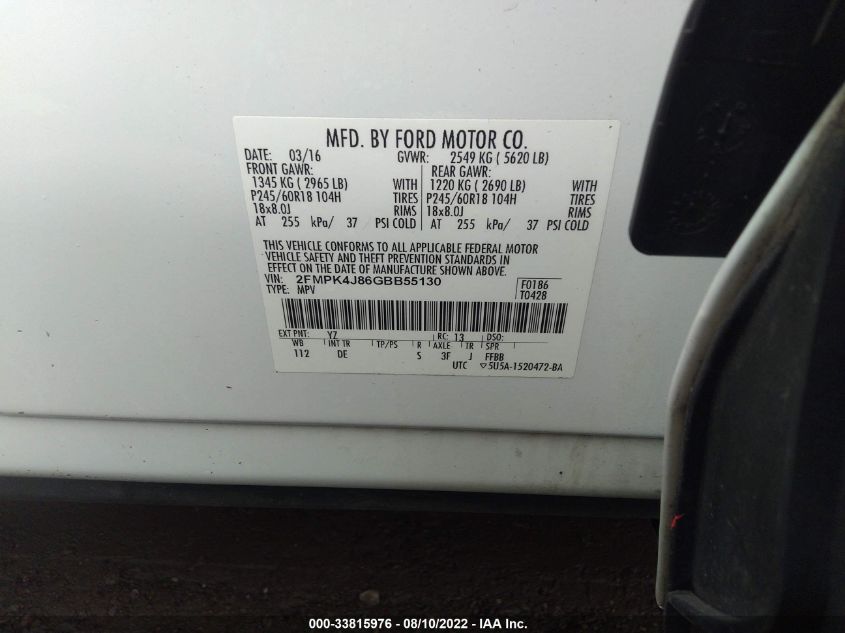 MFD. BY FORD MOTOR CO.
DATE: 03/16 GVWR: 2549 KG ( 5620 LB)
FRONT GAWR: REAR GAWR:
1345 KG ( 2965 LB) WITH 1220 KG ( 2690 LB) WITH
P245/60R18 104H TIRES P245/60R18 104H TIRES
18x8.0J RIMS 18x8.0J RIMS
AT 255 kPa/ 37 PSI COLD AT 255 kPa/ 37 PSI COLD
THIS VEHICLE CONFORMS TO ALL APPLICABLE FEDERAL MOTOR
VEHICLE SAFETY AND THEFT PREVENTION STANDARDS IN
EFFECT ON THE DATE OF MANUFACTURE SHOWN ABOVE.
VIN: 2FMPK4J86GBB55130 F0186
TYPE: MPV T0428
EXT PNT: YZ RC: 13 DSO:
WB INT TR TP/PS R AXLE TR SPR
112 DE S 3F J FFBB
UTC ▽5U5A-1520472-BA
000-33815976 - 08/10/2022 - IAA Inc.